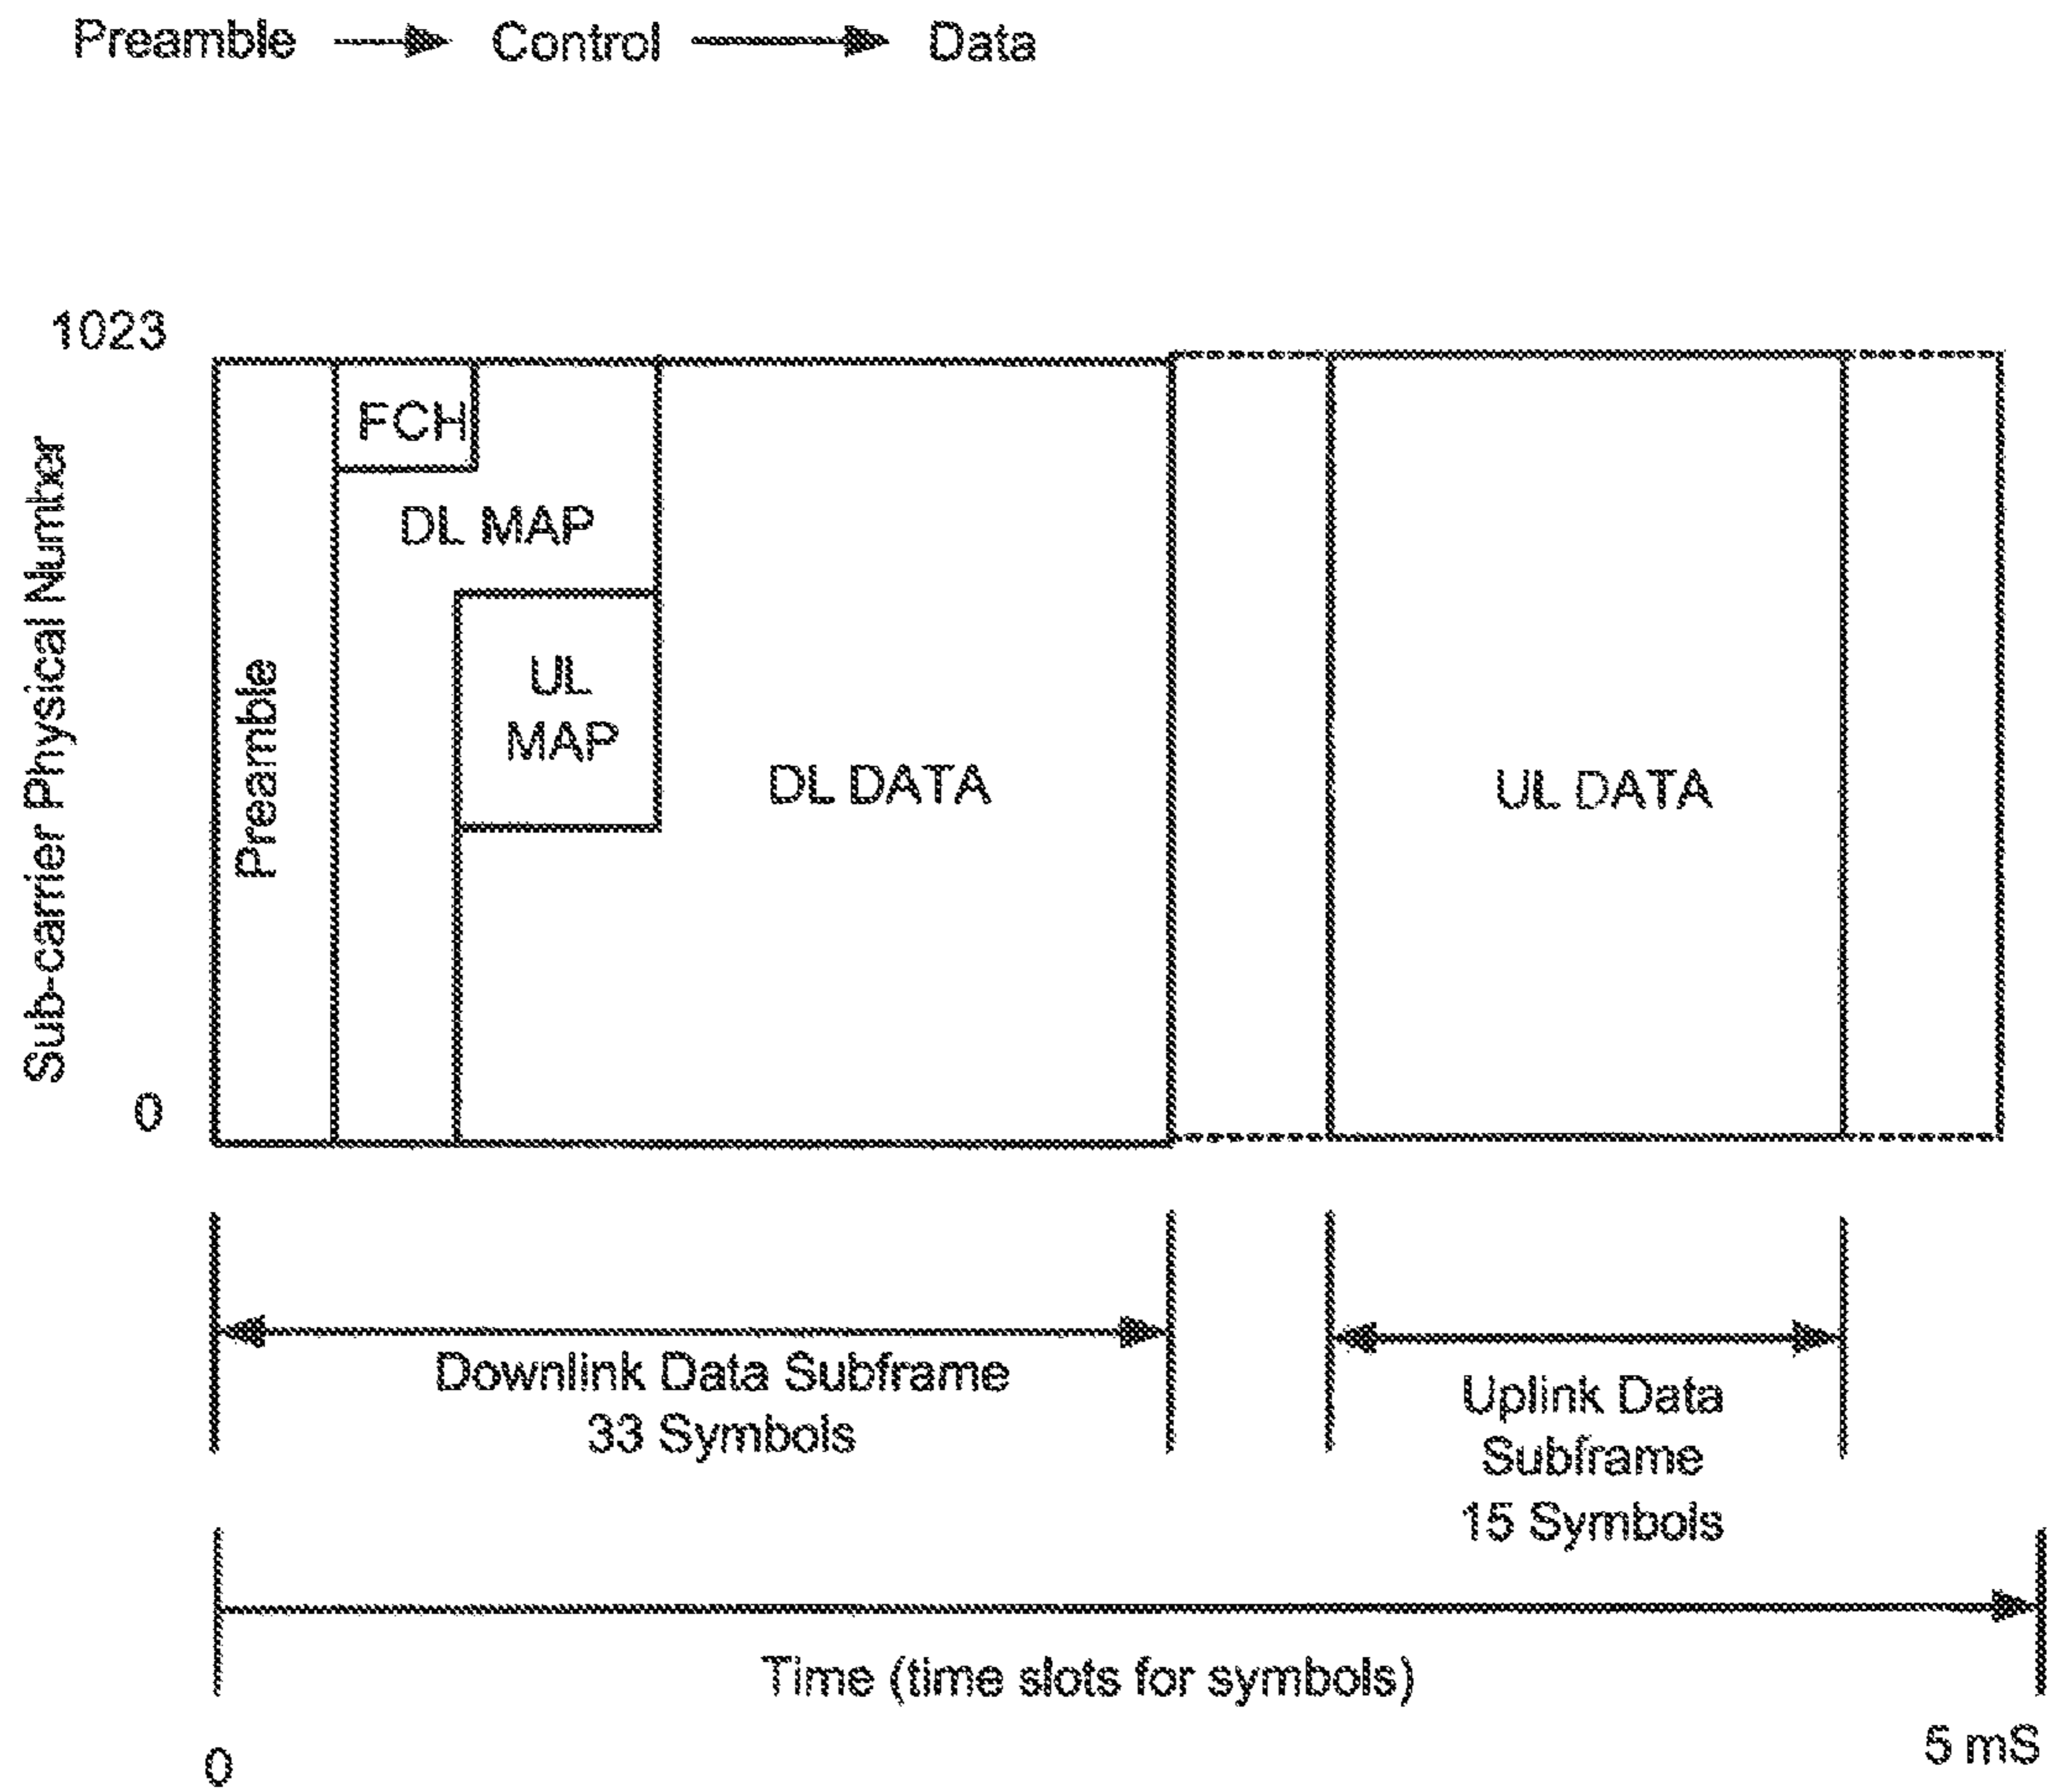 Preamble Control Data
1023
FCH
DL MAP
UL
MAP
Preamble
DL DATA
UL DATA
Sub-carrier Physical Number
0
Downlink Data Subframe
33 Symbols
Uplink Data
Subframe
15 Symbols
Time (time slots for symbols)
0
5 mS